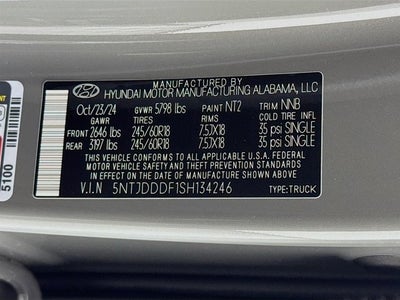 MANUFACTURED BY
HYUNDAI MOTOR MANUFACTURING ALABAMA, LLC
Oct/23/24 GVWR 5798 lbs PAINT NT2 TRIM NNB
GAWR TIRES RIMS COLD TIRE INFL
FRONT 2646 lbs 245/60R18 7.5JX18 35 psi SINGLE
REAR 3197 lbs 245/60R18 7.5JX18 35 psi SINGLE
THIS VEHICLE CONFORMS TO ALL APPLICABLE U.S.A FEDERAL
MOTOR VEHICLE SAFETY AND THEFT PREVENTION STANDARDS
IN EFFECT ON THE DATE OF MANUFACTURE SHOWN ABOVE.
V.I.N 5NTJDDDF1SH134246 TYPE:TRUCK
5100